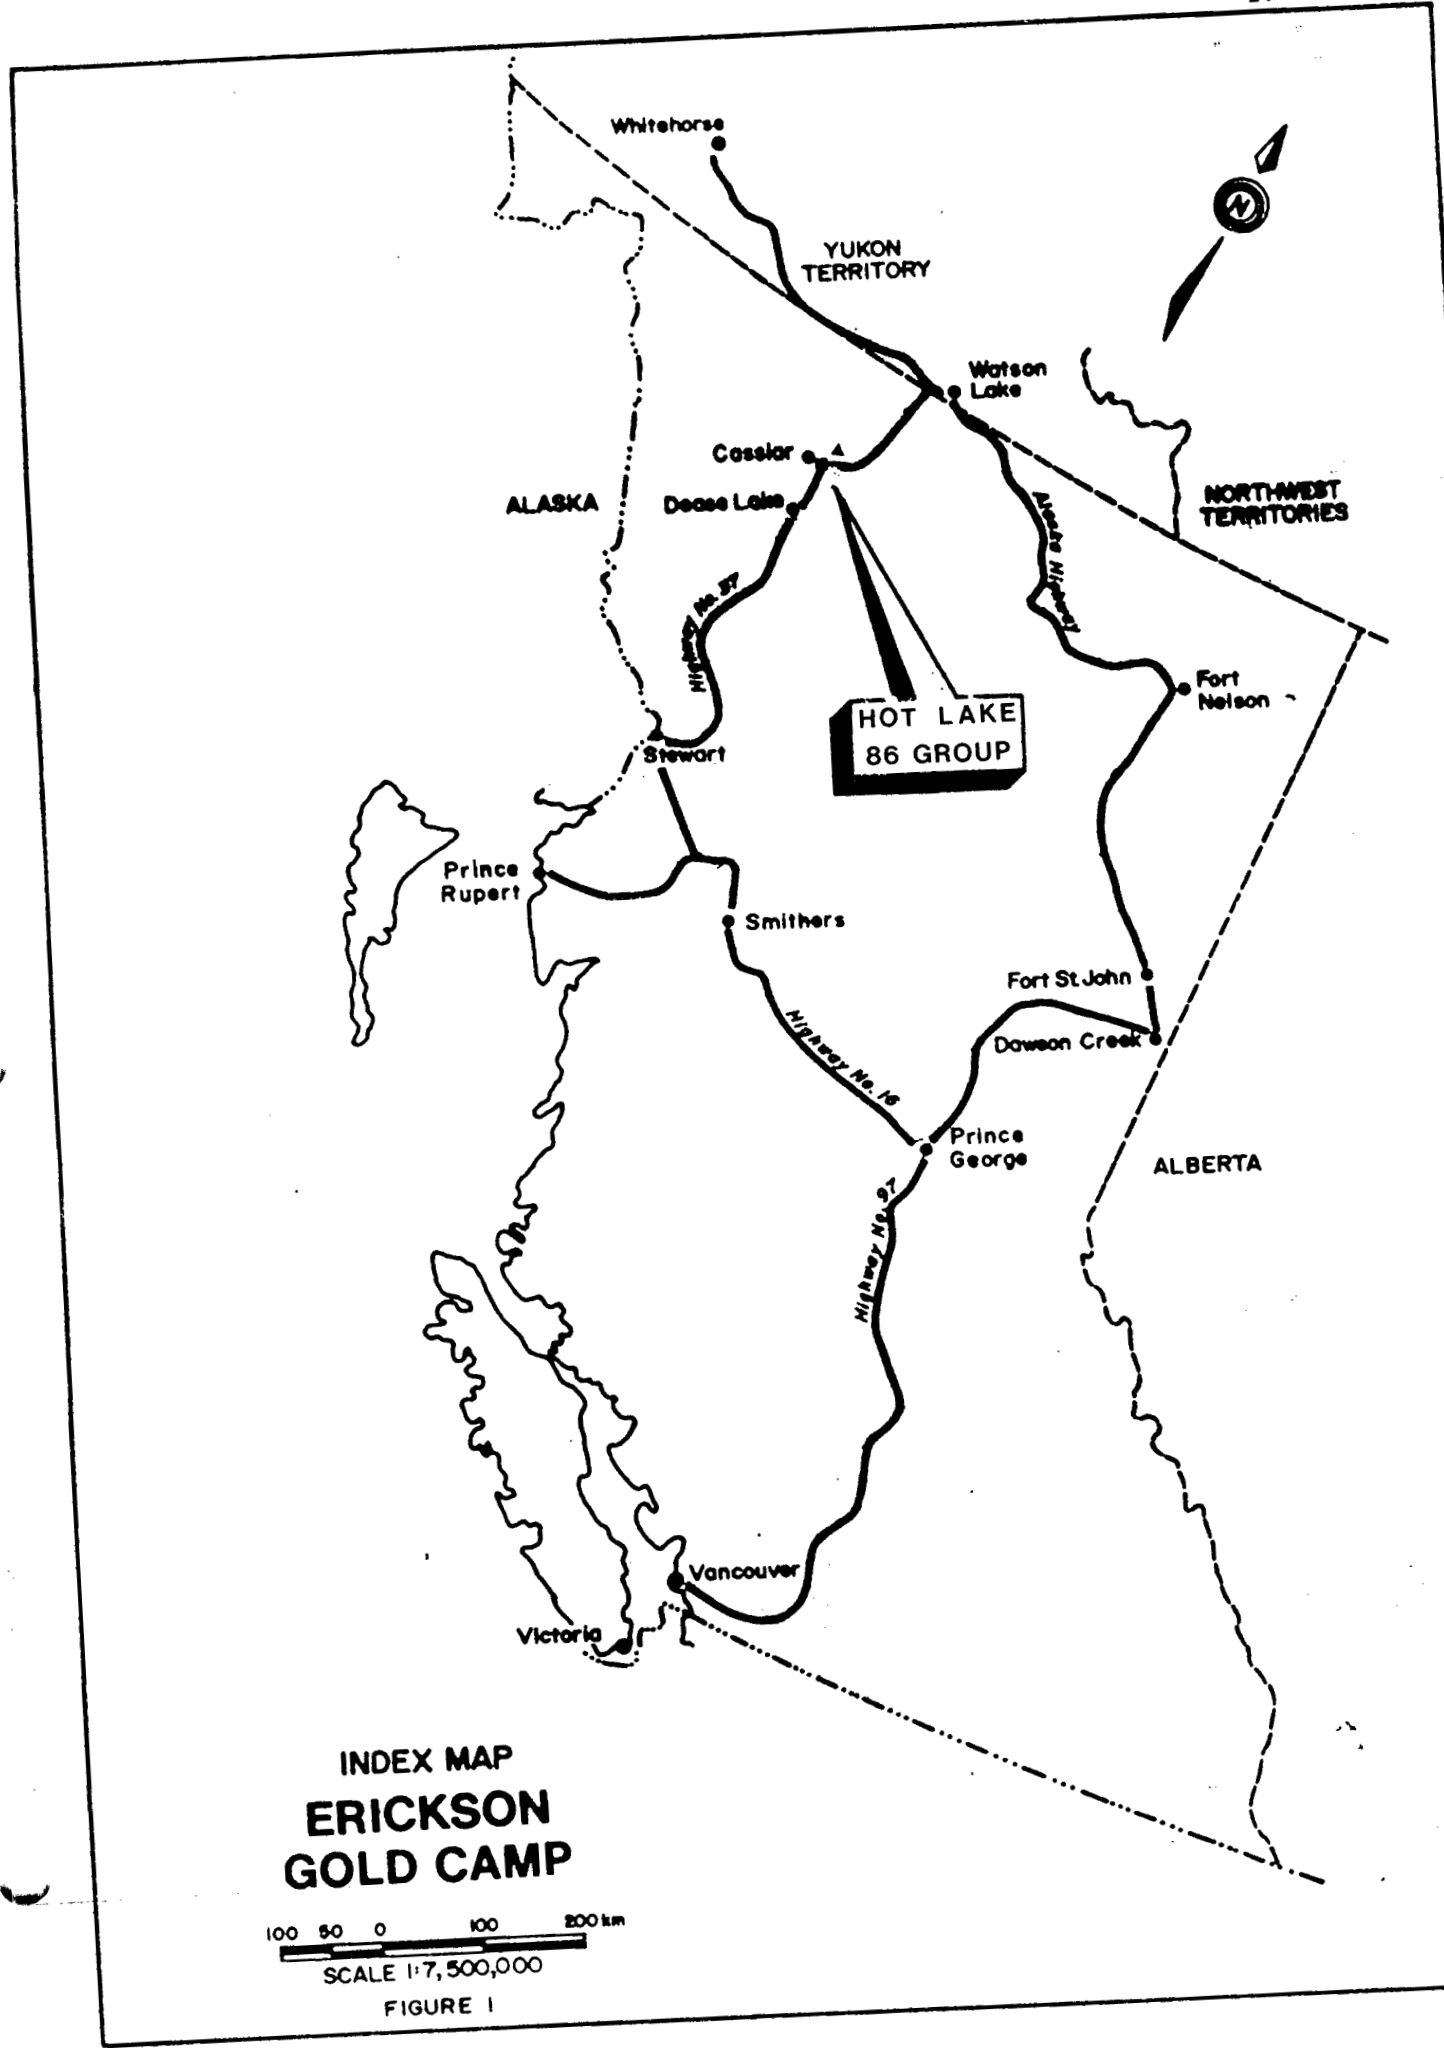 Whitehorse
N
YUKON
TERRITORY
Watson
Lake
Cassiar
Dease Lake
ALASKA
NORTHWEST
TERRITORIES
Alaska Highway
Highway No. 37
Fort
Nelson
HOT LAKE
86 GROUP
Stewart
Prince
Rupert
Smithers
Fort St. John
Dawson Creek
Highway No. 16
Prince
George
ALBERTA
Highway No. 97
Vancouver
Victoria
INDEX MAP
ERICKSON
GOLD CAMP
100 50 0 100 200 km
SCALE 1:7,500,000
FIGURE 1